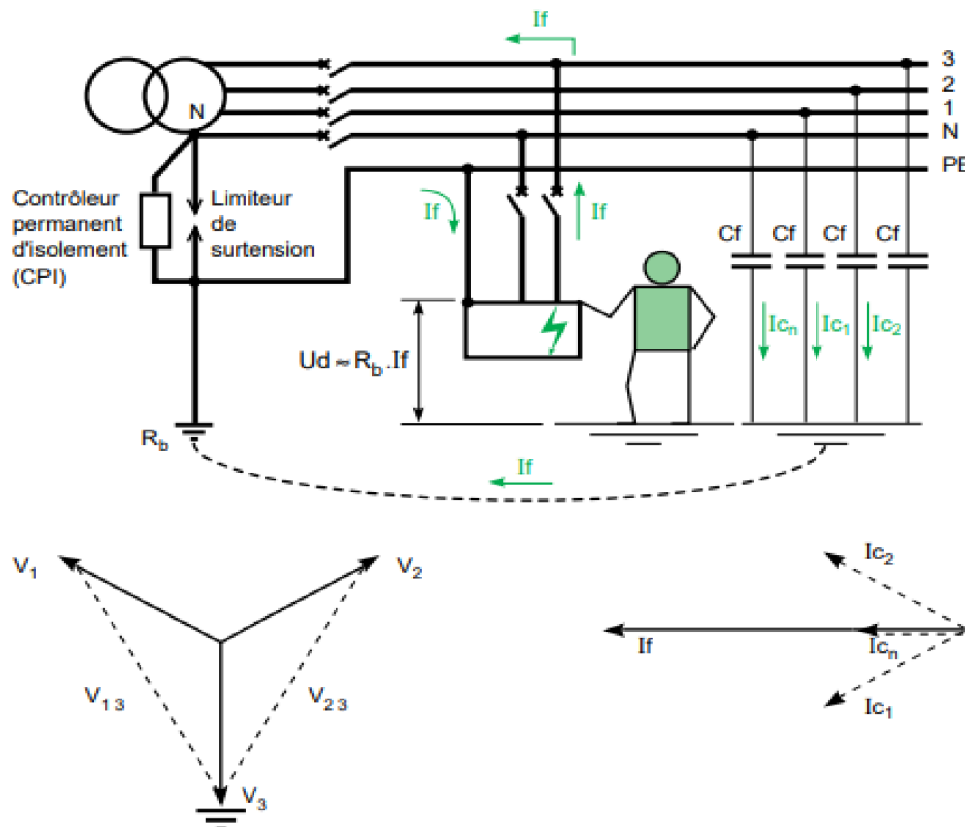 If
3
2
1
N
N
PE
Contrôleur
permanent
d'isolement
(CPI)
Limiteur
de
surtension
If
If
Cf
Cf
Cf
Cf
Icn
Ic1
Ic2
Ud ≈ Rb .If
Rb
If
V1
V2
V1 3
V2 3
V3
Ic2
If
Icn
Ic1